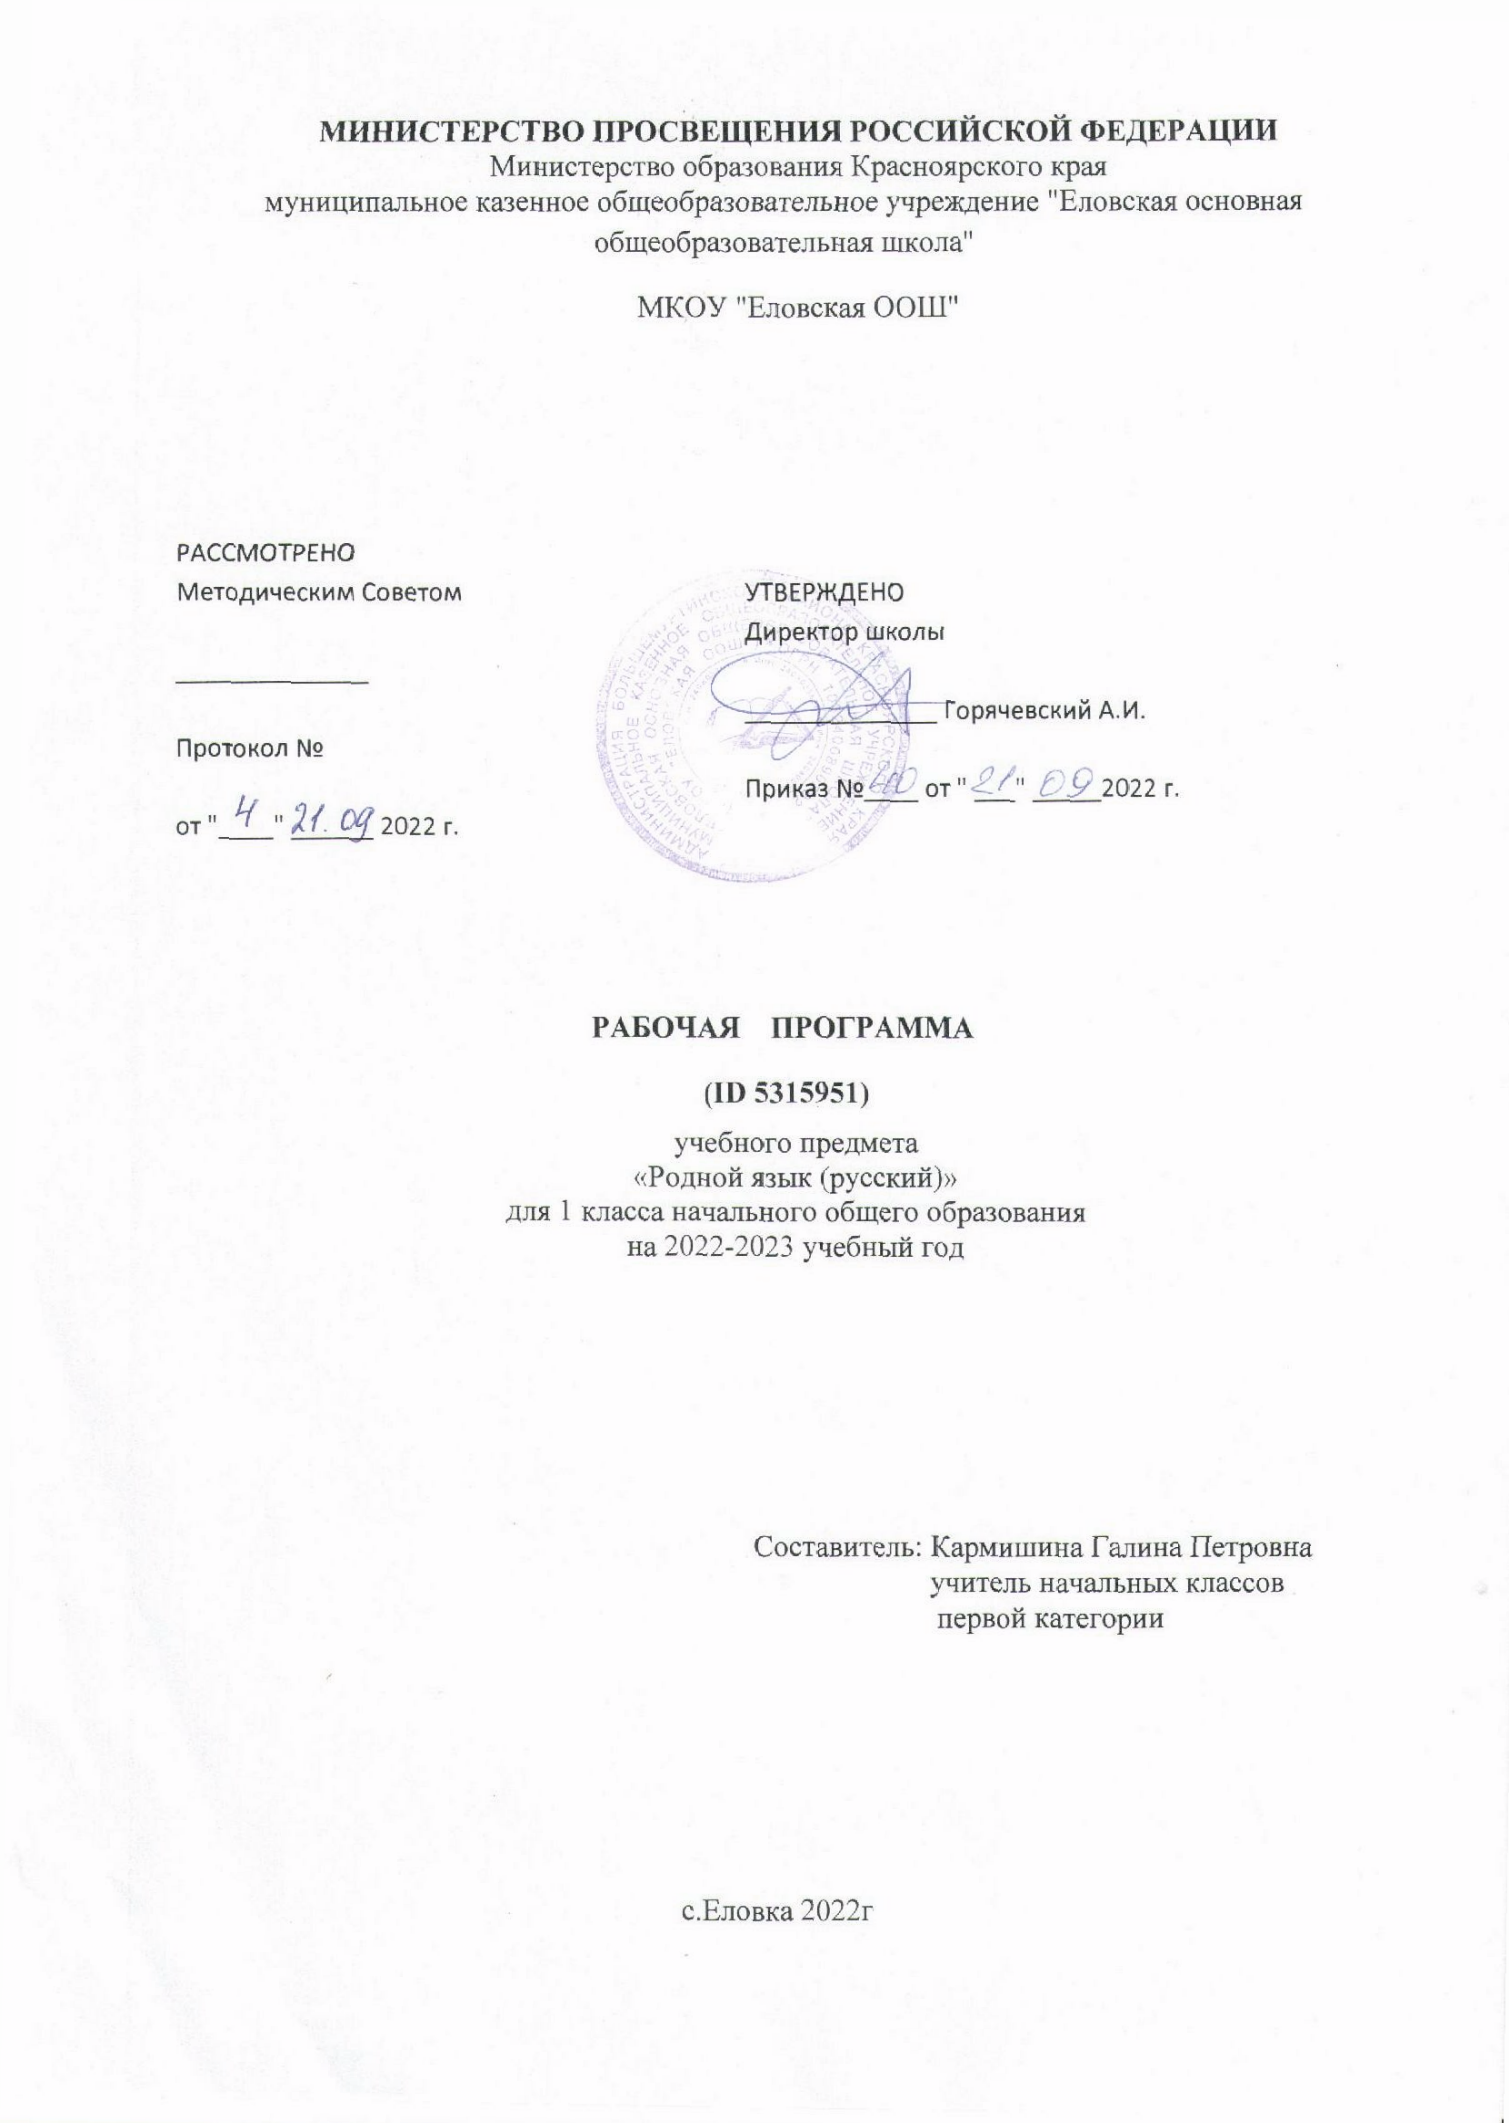 МИНИСТЕРСТВО ПРОСВЕЩЕНИЯ РОССИЙСКОЙ ФЕДЕРАЦИИ
Министерство образования Красноярского края
муниципальное казенное общеобразовательное учреждение "Еловская основная
общеобразовательная школа"
МКОУ "Еловская ООШ"
РАССМОТРЕНО
Методическим Советом
Протокол №
от "4" 21.09 2022 г.
УТВЕРЖДЕНО
Директор школы
Горячевский А.И.
Приказ № от "21" 09 2022 г.
РАБОЧАЯ ПРОГРАММА
(ID 5315951)
учебного предмета
«Родной язык (русский)»
для 1 класса начального общего образования
на 2022-2023 учебный год
Составитель: Кармишина Галина Петровна
учитель начальных классов
первой категории
с.Еловка 2022г